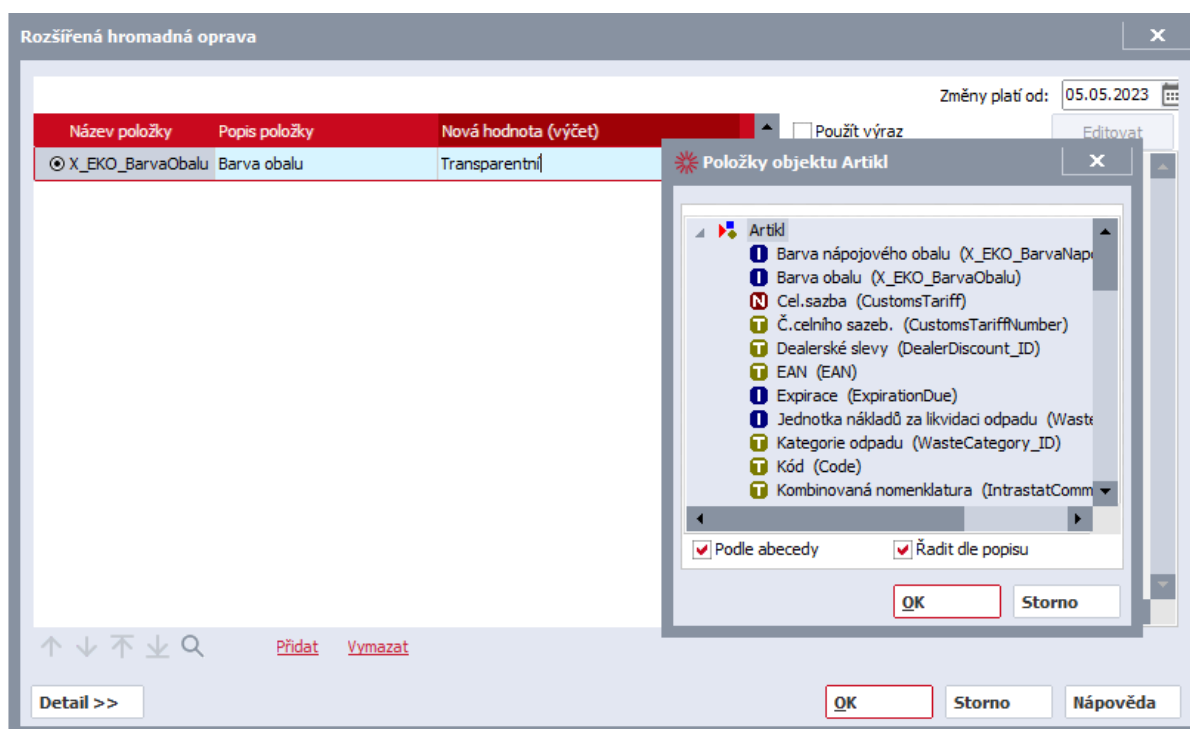 Rozšířená hromadná oprava
Změny platí od: 05.05.2023
Název položky Popis položky Nová hodnota (výčet) Použít výraz Editovat
X_EKO_BarvaObalu Barva obalu Transparentní
Položky objektu Artikl
Artikl
Barva nápojového obalu (X_EKO_BarvaNap
Barva obalu (X_EKO_BarvaObalu)
Cel.sazba (CustomsTariff)
Č.celního sazeb. (CustomsTariffNumber)
Dealerské slevy (DealerDiscount_ID)
EAN (EAN)
Expirace (ExpirationDue)
Jednotka nákladů za likvidaci odpadu (Waste
Kategorie odpadu (WasteCategory_ID)
Kód (Code)
Kombinovaná nomenklatura (IntrastatComm
Podle abecedy Řadit dle popisu
OK Storno
Přidat Vymazat
Detail >> OK Storno Nápověda